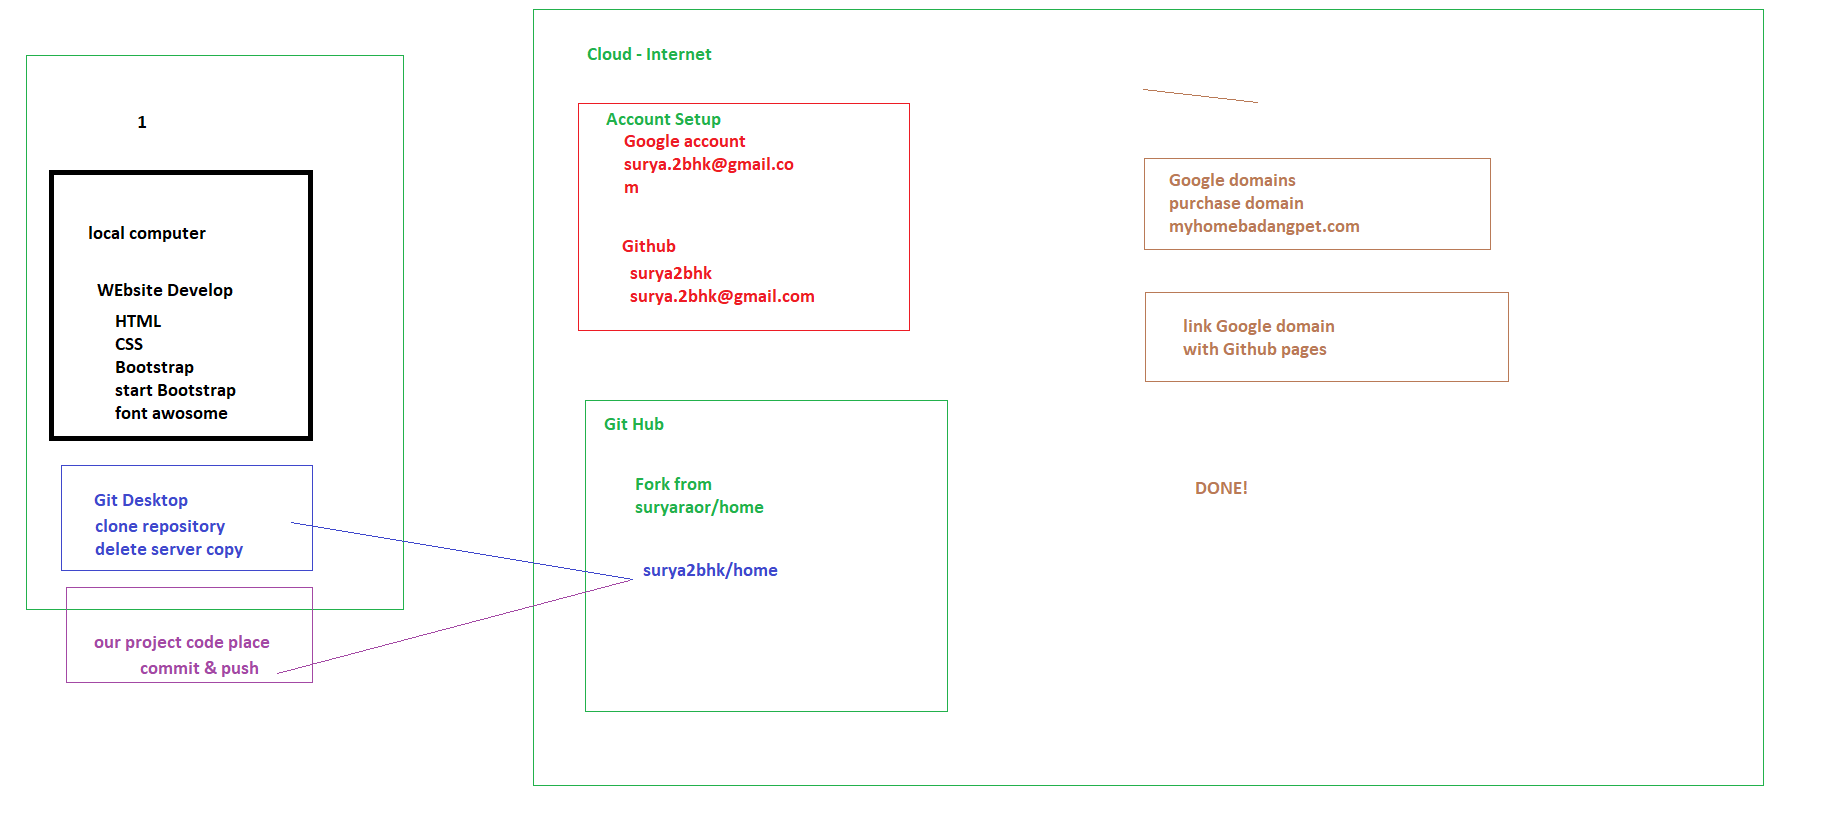 1
local computer
WEbsite Develop
HTML
CSS
Bootstrap
start Bootstrap
font awosome
Git Desktop
clone repository
delete server copy
our project code place
commit & push
Cloud - Internet
Account Setup
Google account
surya.2bhk@gmail.co
m
Github
surya2bhk
surya.2bhk@gmail.com
Git Hub
Fork from
suryaraor/home
surya2bhk/home
Google domains
purchase domain
myhomebadangpet.com
link Google domain
with Github pages
DONE!